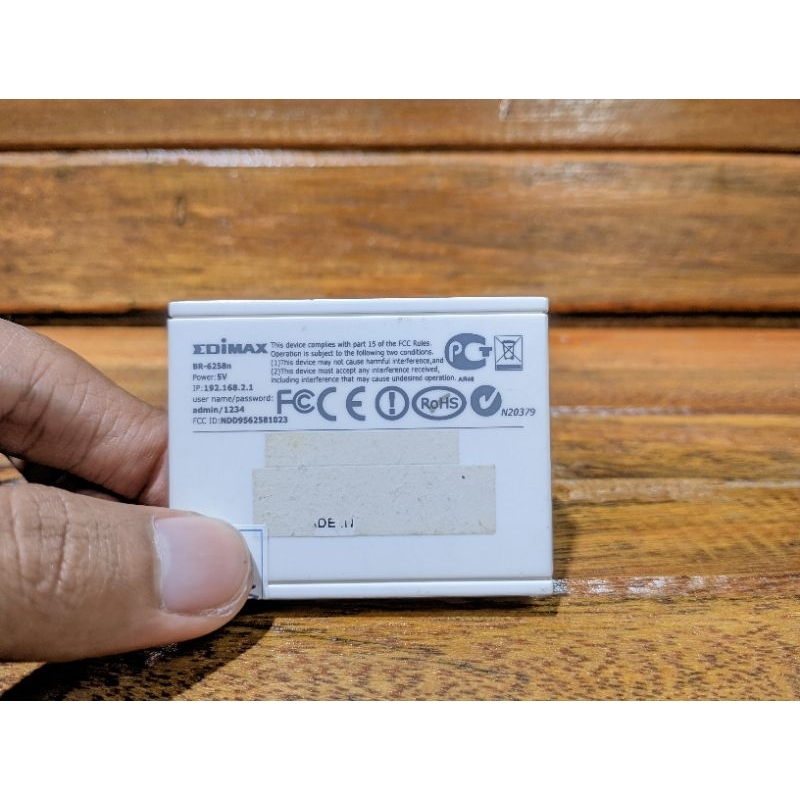 EDIMAX
BR-6258n
Power:5V
IP:192.168.2.1
user name/password:
admin/1234
FCC ID:NDD9562581023
This device complies with part 15 of the FCC Roles
Operation is subject to the following two conditions.
(1)This device may not cause harmful interference,and
(2)This device must accept any interference received,
including interference that may cause undesired operation.
FC CE
RoHS
N20379